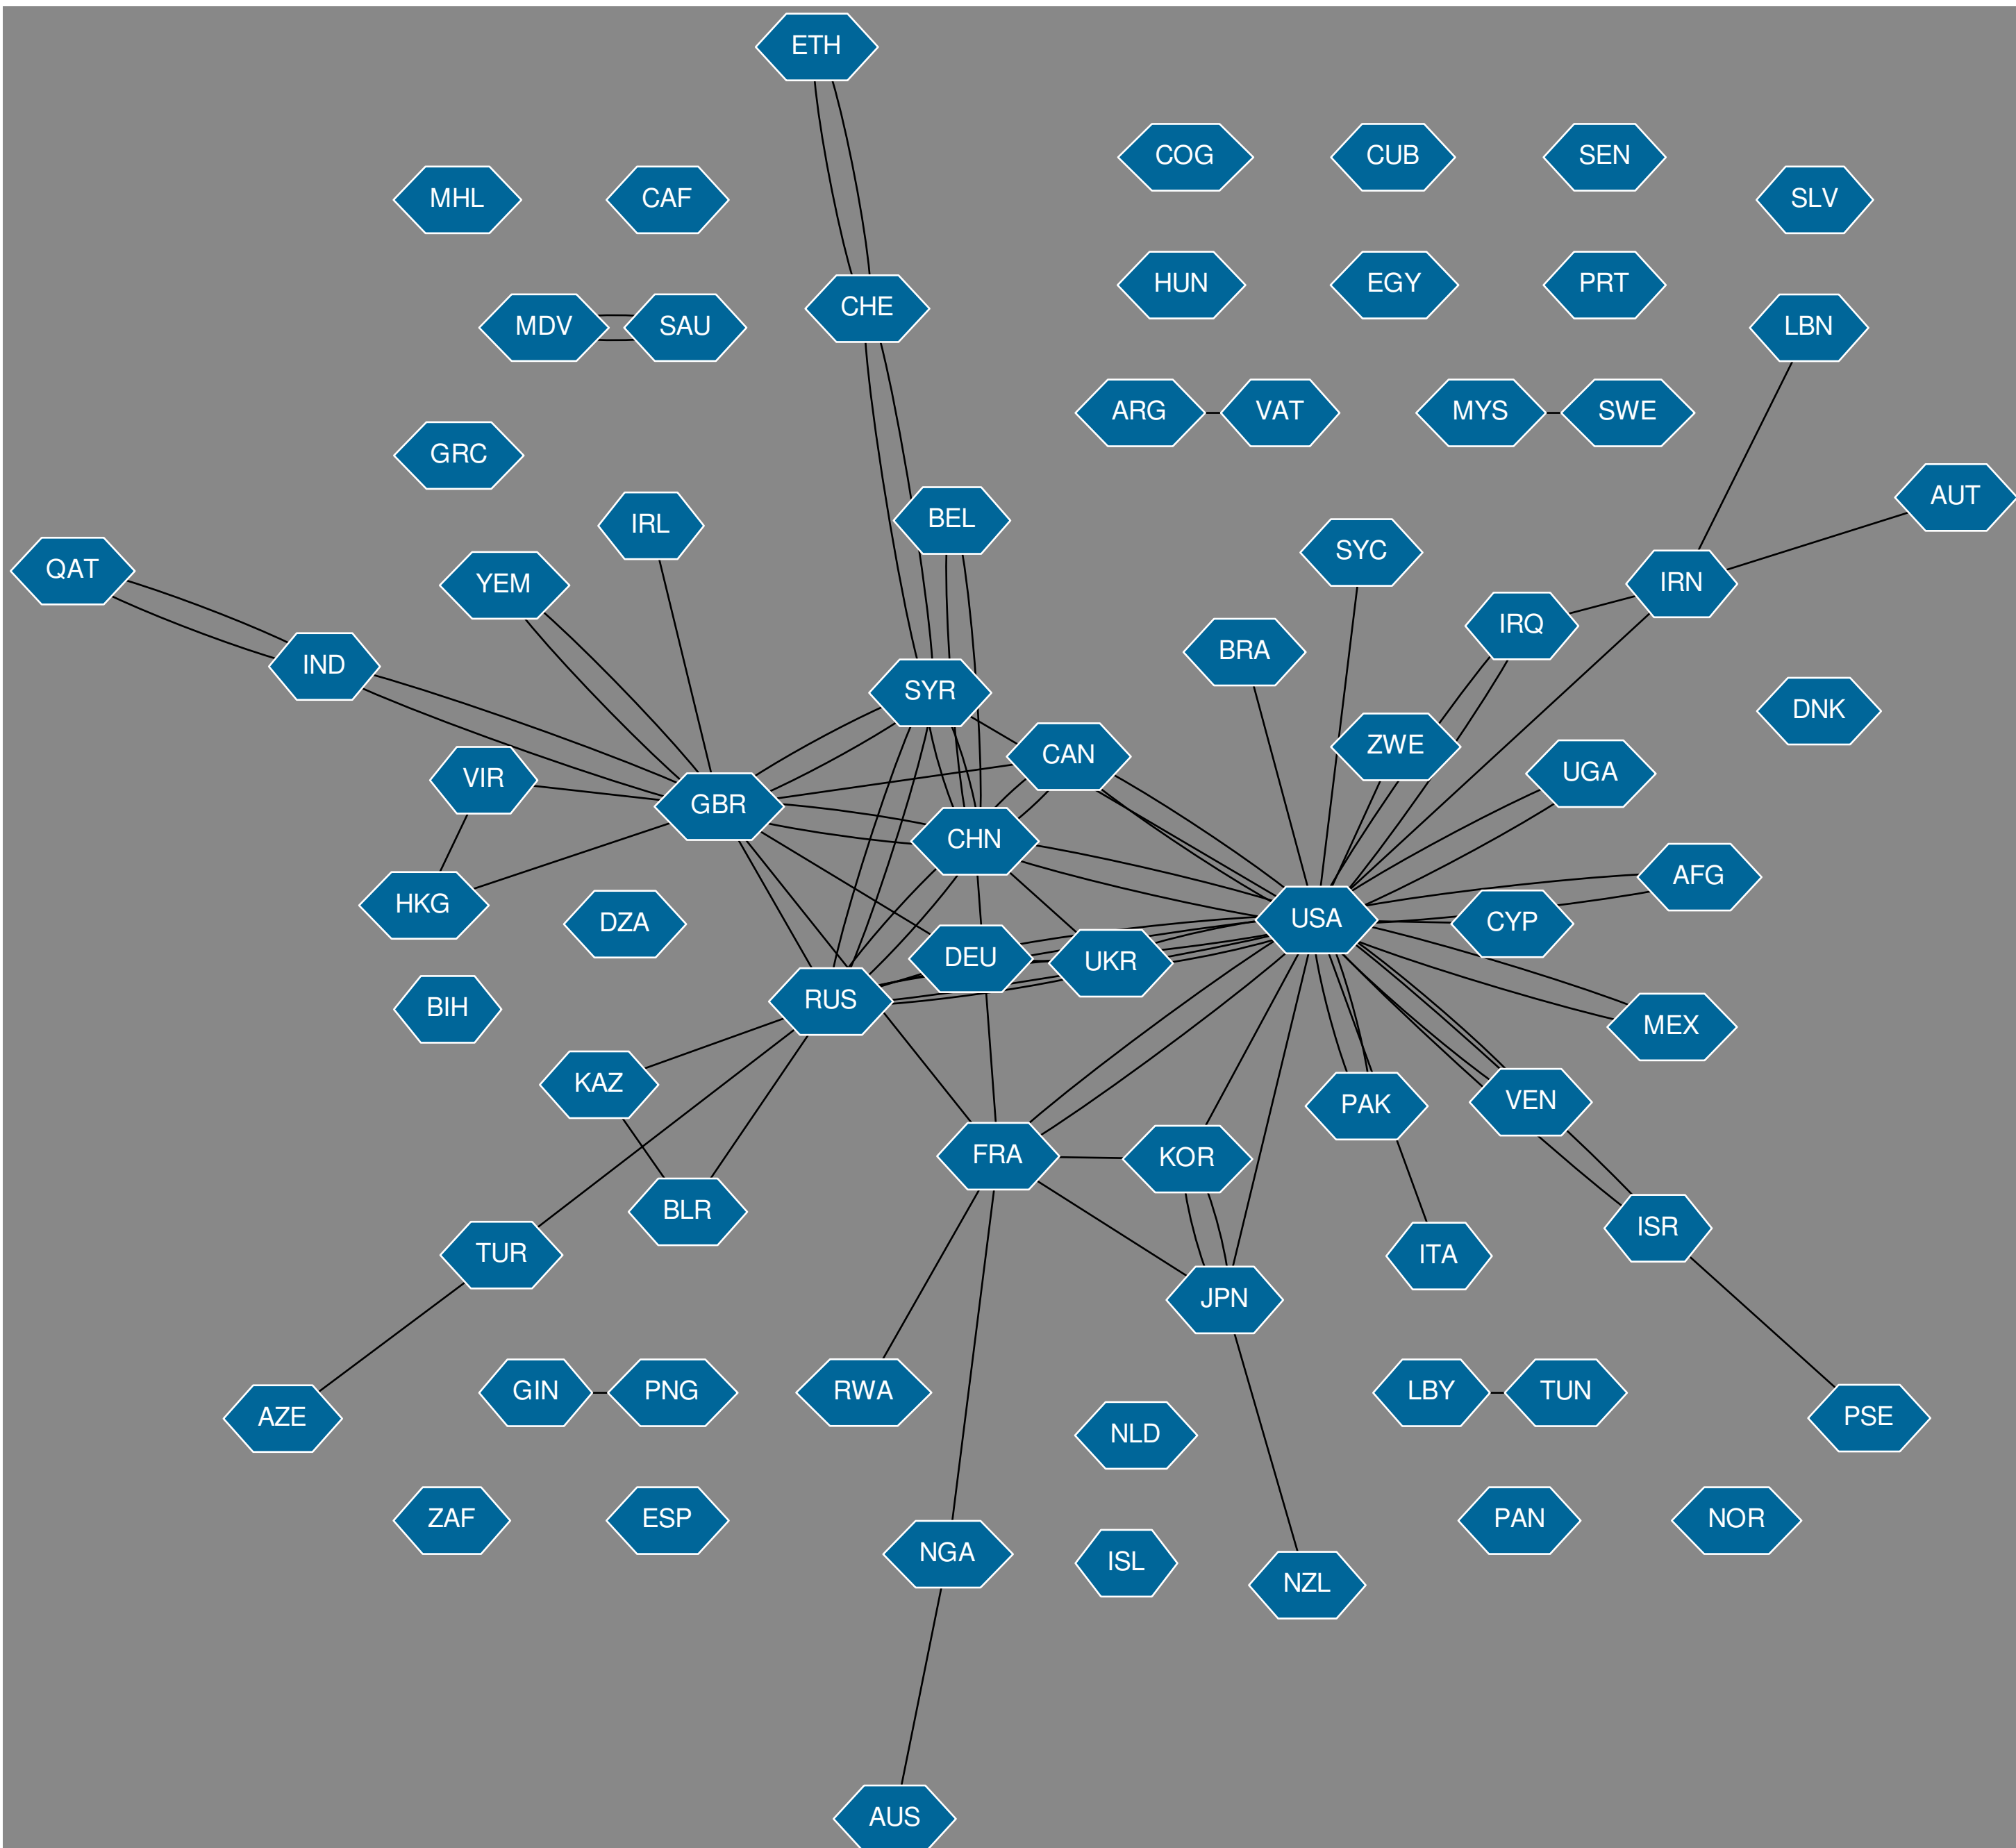 ETH
COG
CUB
SEN
MHL
CAF
SLV
HUN
EGY
PRT
CHE
MDV
SAU
LBN
ARG
VAT
MYS
SWE
GRC
AUT
BEL
IRL
SYC
QAT
YEM
IRN
IRQ
BRA
IND
SYR
DNK
ZWE
CAN
UGA
VIR
GBR
CHN
AFG
HKG
DZA
USA
CYP
DEU
UKR
RUS
BIH
MEX
KAZ
PAK
VEN
FRA
KOR
BLR
ISR
TUR
ITA
JPN
GIN
PNG
RWA
LBY
TUN
AZE
PSE
NLD
ZAF
ESP
PAN
NOR
NGA
ISL
NZL
AUS